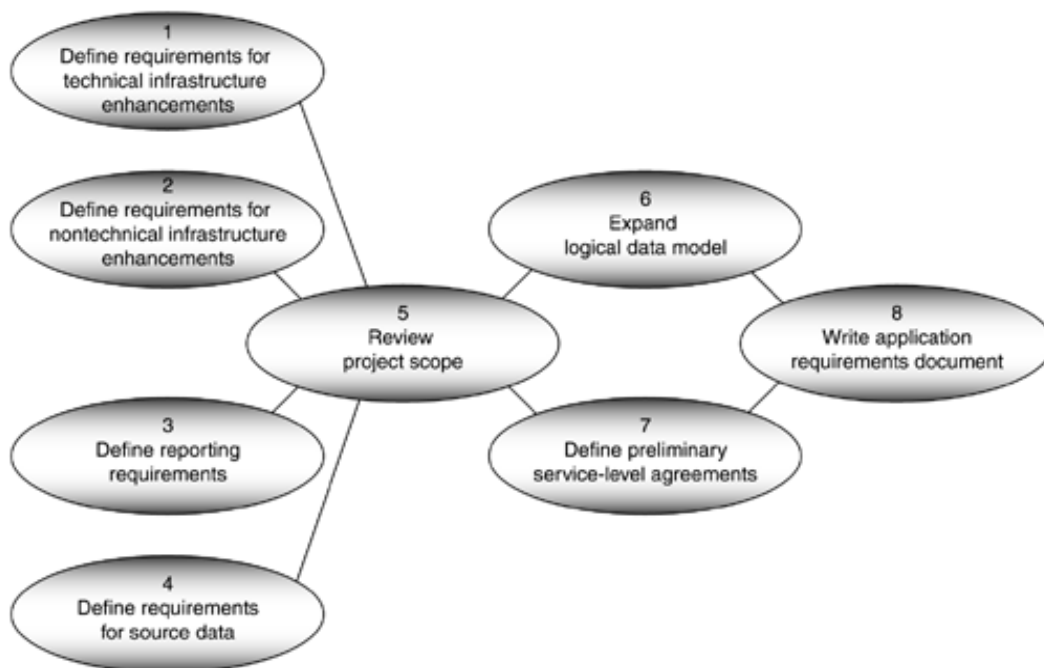 1
Define requirements for
technical infrastructure
enhancements
2
Define requirements for
nontechnical infrastructure
enhancements
3
Define reporting
requirements
4
Define requirements
for source data
5
Review
project scope
6
Expand
logical data model
7
Define preliminary
service-level agreements
8
Write application
requirements document